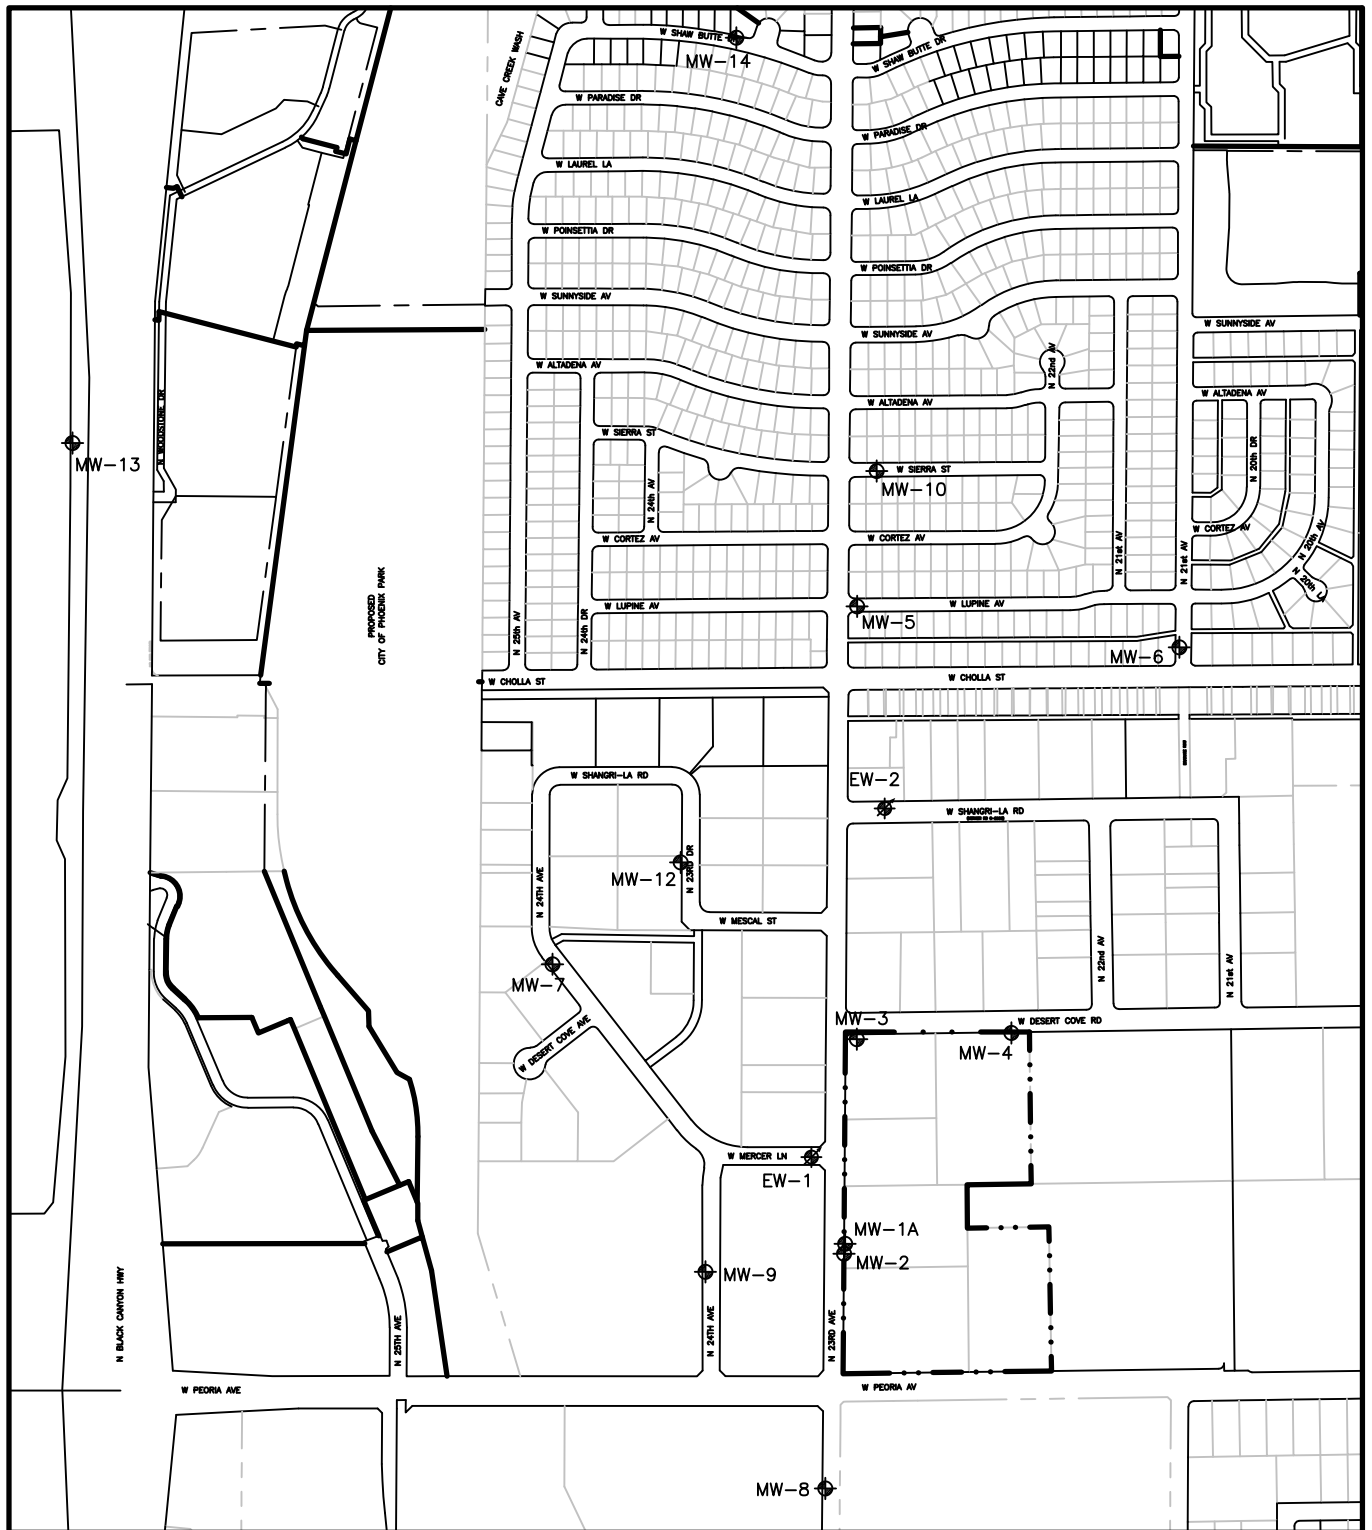 W SHAW BUTTE
MW-14
W SHAW BUTTE DR
CAVE CREEK WASH
W PARADISE DR
W PARADISE DR
W LAUREL LA
W LAUREL LA
W POINSETTIA DR
W POINSETTIA DR
W SUNNYSIDE AV
W SUNNYSIDE AV
W SUNNYSIDE AV
W ALTADENA AV
N 22nd AV
W ALTADENA AV
W ALTADENA AV
N WOODSTONE DR
MW-13
W SIERRA ST
W SIERRA ST
MW-10
N 20th DR
N 24th AV
W CORTEZ AV
W CORTEZ AV
W CORTEZ AV
N 21st AV
N 21st AV
N 20th AV
N 20th LA
PROPOSED
CITY OF PHOENIX PARK
N 25th AV
N 24th DR
W LUPINE AV
W LUPINE AV
MW-5
MW-6
W CHOLLA ST
W CHOLLA ST
W SHANGRI-LA RD
EW-2
W SHANGRI-LA RD
N 24TH AVE
MW-12
N 23RD DR
W MESCAL ST
N 22nd AV
N 21st AV
MW-7
W DESERT COVE AVE
MW-3
W DESERT COVE RD
MW-4
W MERCER LN
EW-1
MW-1A
MW-2
MW-9
N BLACK CANYON HWY
N 25TH AVE
N 24TH AVE
N 23RD AVE
W PEORIA AVE
W PEORIA AV
MW-8